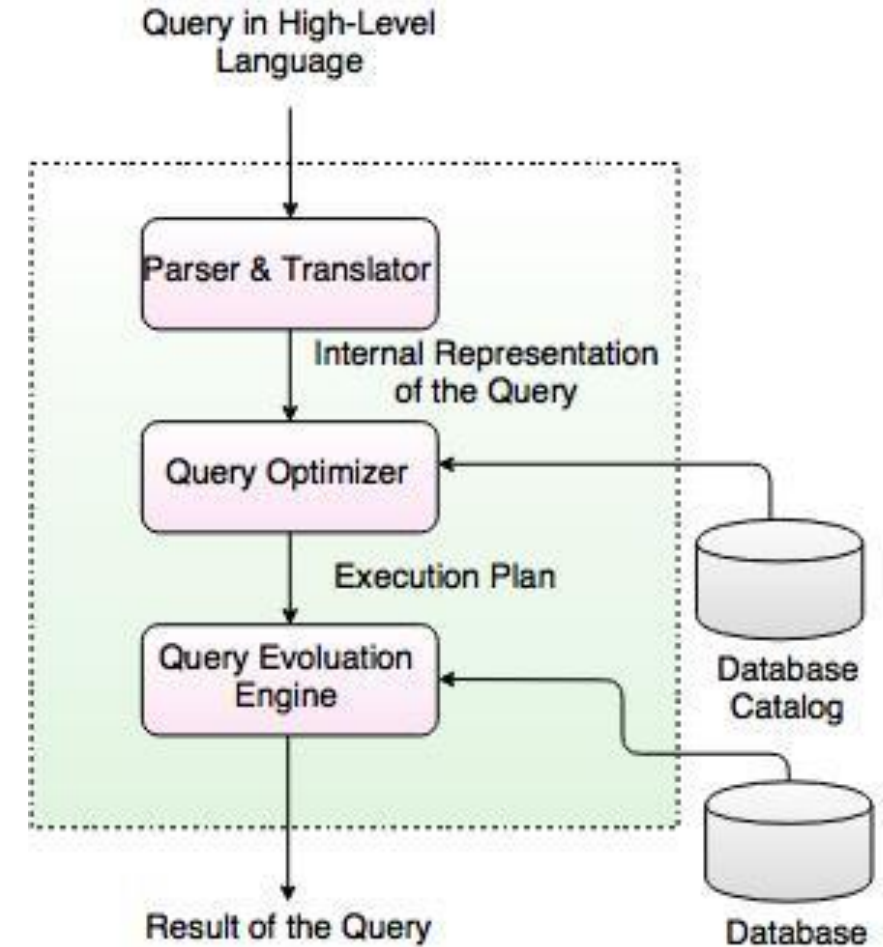 Query in High-Level
Language
Parser & Translator
Internal Representation
of the Query
Query Optimizer
Execution Plan
Query Evoluation
Engine
Database
Catalog
Result of the Query
Database